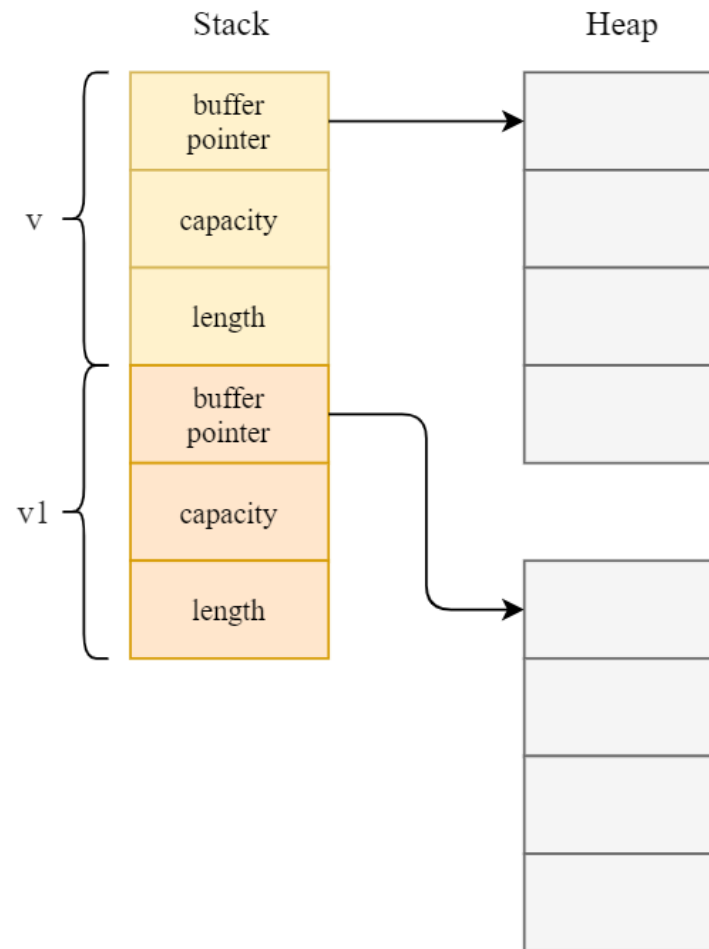 Stack
Heap
v
buffer
pointer
capacity
length
v1
buffer
pointer
capacity
length